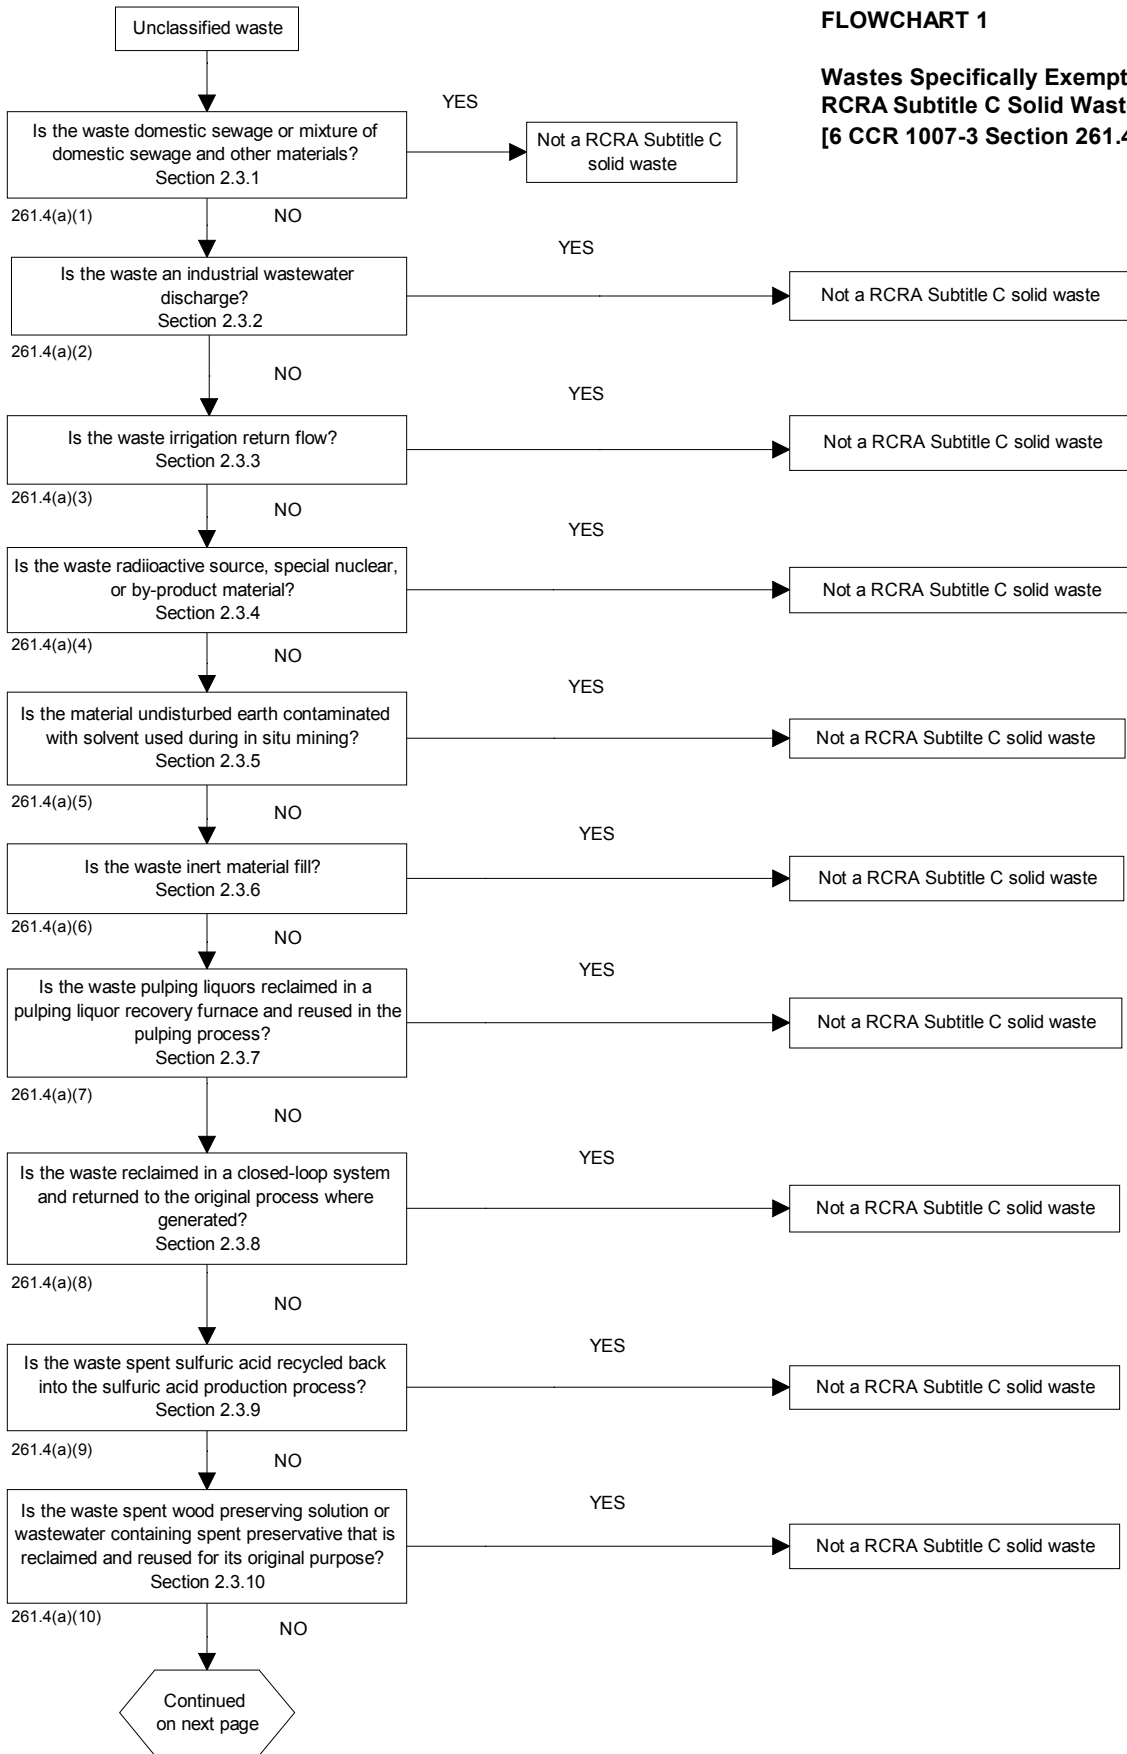 FLOWCHART 1
Wastes Specifically Exempt
RCRA Subtitle C Solid Wast
[6 CCR 1007-3 Section 261.4
Unclassified waste
YES
Is the waste domestic sewage or mixture of
domestic sewage and other materials?
Section 2.3.1
Not a RCRA Subtitle C
solid waste
261.4(a)(1)
NO
YES
Is the waste an industrial wastewater
discharge?
Section 2.3.2
Not a RCRA Subtitle C solid waste
261.4(a)(2)
NO
YES
Is the waste irrigation return flow?
Section 2.3.3
Not a RCRA Subtitle C solid waste
261.4(a)(3)
NO
YES
Is the waste radiioactive source, special nuclear,
or by-product material?
Section 2.3.4
Not a RCRA Subtitle C solid waste
261.4(a)(4)
NO
YES
Is the material undisturbed earth contaminated
with solvent used during in situ mining?
Section 2.3.5
Not a RCRA Subtilte C solid waste
261.4(a)(5)
NO
YES
Is the waste inert material fill?
Section 2.3.6
Not a RCRA Subtitle C solid waste
261.4(a)(6)
NO
YES
Is the waste pulping liquors reclaimed in a
pulping liquor recovery furnace and reused in the
pulping process?
Section 2.3.7
Not a RCRA Subtitle C solid waste
261.4(a)(7)
NO
YES
Is the waste reclaimed in a closed-loop system
and returned to the original process where
generated?
Section 2.3.8
Not a RCRA Subtitle C solid waste
261.4(a)(8)
NO
YES
Is the waste spent sulfuric acid recycled back
into the sulfuric acid production process?
Section 2.3.9
Not a RCRA Subtitle C solid waste
261.4(a)(9)
NO
YES
Is the waste spent wood preserving solution or
wastewater containing spent preservative that is
reclaimed and reused for its original purpose?
Section 2.3.10
Not a RCRA Subtitle C solid waste
261.4(a)(10)
NO
Continued
on next page